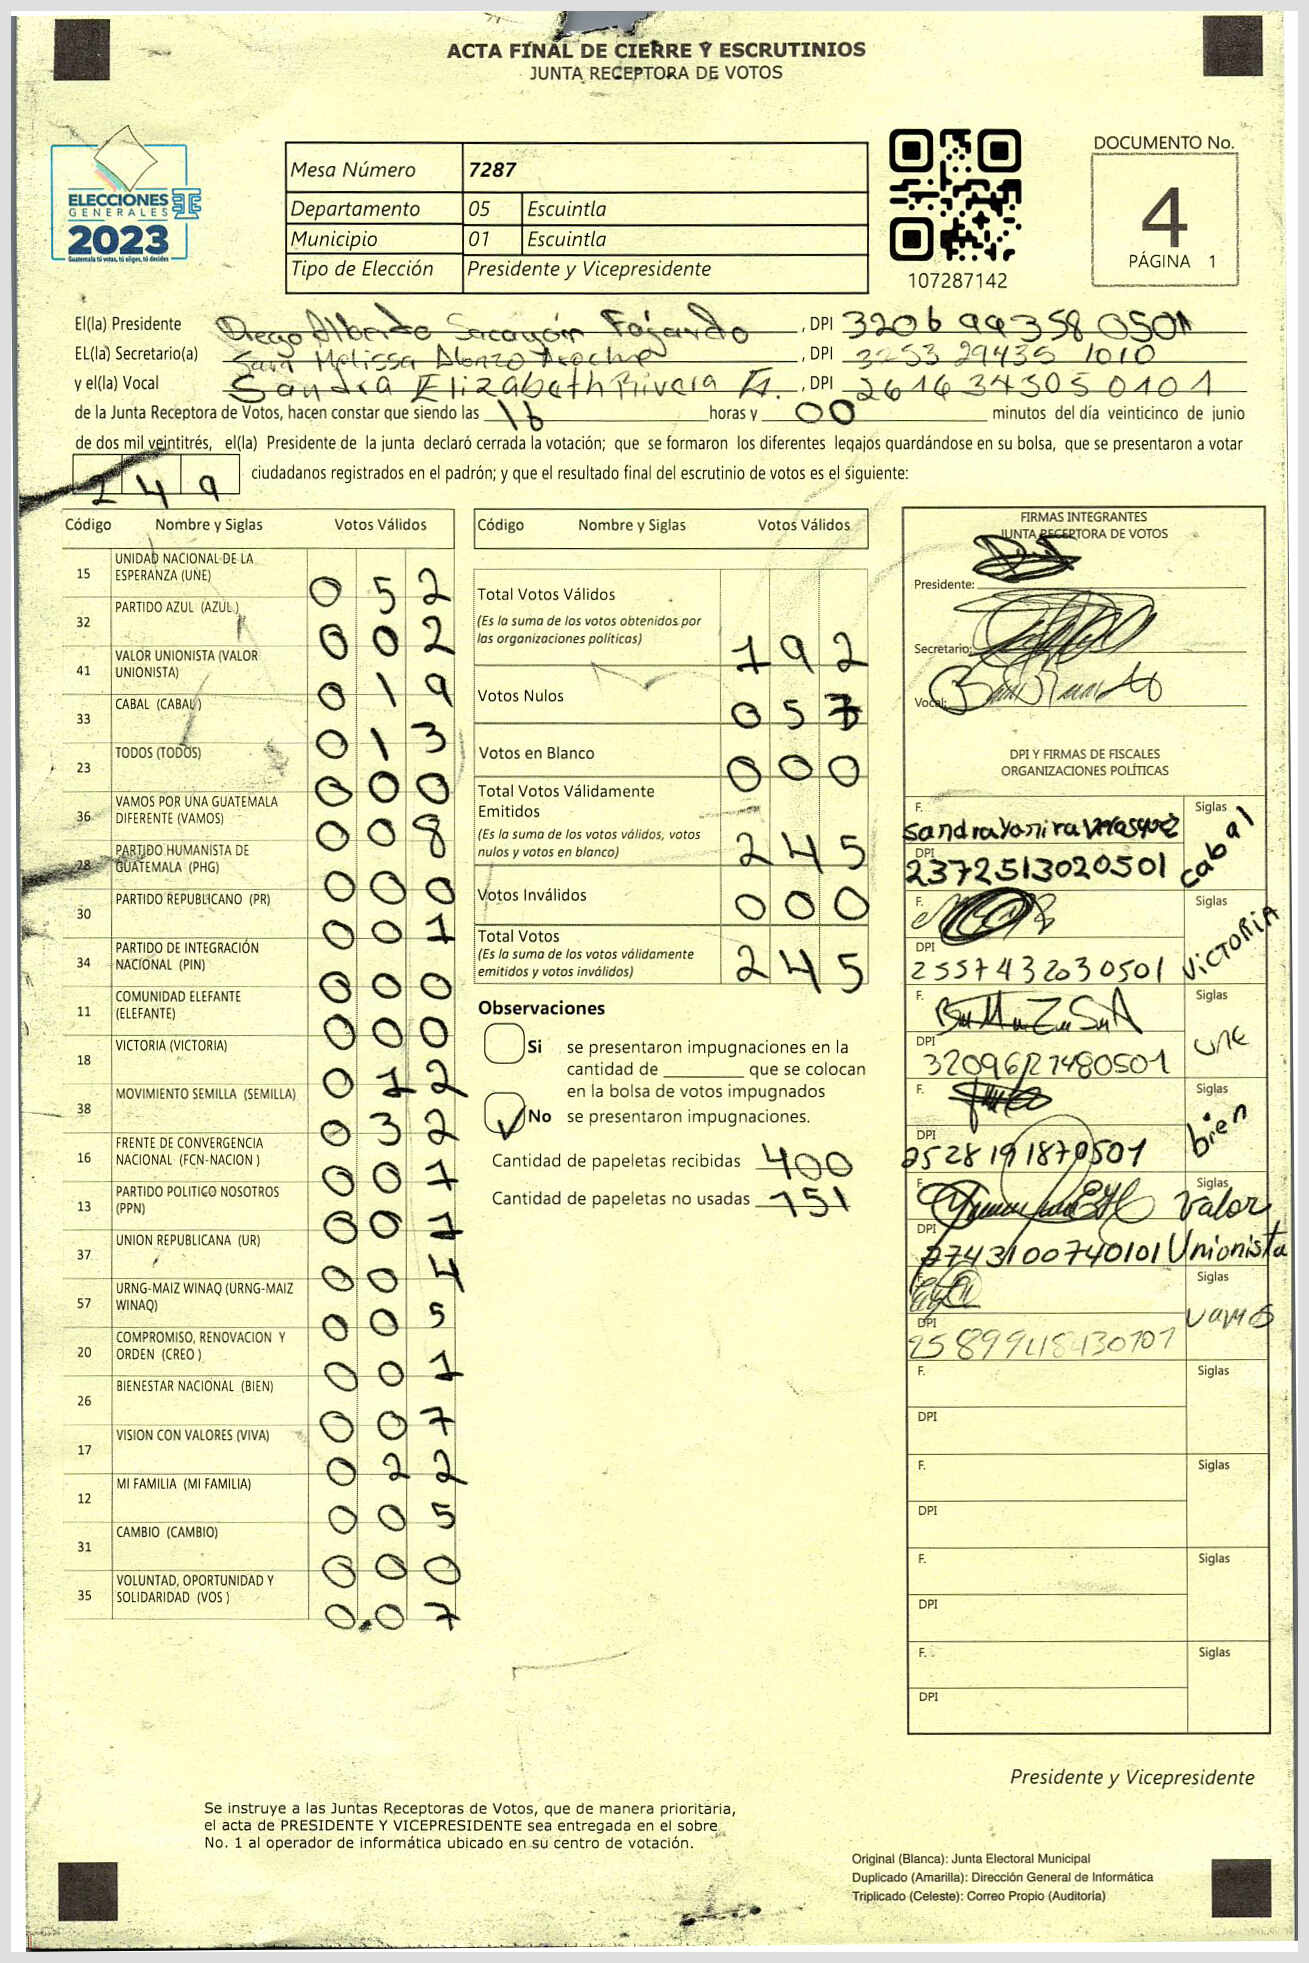 ACTA FINAL DE CIERRE Y ESCRUTINIOS
JUNTA RECEPTORA DE VOTOS
ELECCIONES
GENERALES
2023
Guatemala tú votas, tú eliges, tú decides
Mesa Número 7287
Departamento 05 Escuintla
Municipio 01 Escuintla
Tipo de Elección Presidente y Vicepresidente
107287142
DOCUMENTO No.
4
PÁGINA 1
El(la) Presidente Diego Alberto Sacayón Fajardo , DPI 3206 99358 0501
EL(la) Secretario(a) Melissa , DPI 3253 29435 1010
y el(la) Vocal Sandra Elizabeth Rivera , DPI 2616 34305 0101
de la Junta Receptora de Votos, hacen constar que siendo las 16 horas y 00 minutos del día veinticinco de junio
de dos mil veintitrés, el(la) Presidente de la junta declaró cerrada la votación; que se formaron los diferentes legajos guardándose en su bolsa, que se presentaron a votar
249 ciudadanos registrados en el padrón; y que el resultado final del escrutinio de votos es el siguiente:
Código Nombre y Siglas Votos Válidos
15 UNIDAD NACIONAL DE LA ESPERANZA (UNE) 052
32 PARTIDO AZUL (AZUL) 002
41 VALOR UNIONISTA (VALOR UNIONISTA) 019
33 CABAL (CABAL) 013
23 TODOS (TODOS) 000
36 VAMOS POR UNA GUATEMALA DIFERENTE (VAMOS) 008
28 PARTIDO HUMANISTA DE GUATEMALA (PHG) 000
30 PARTIDO REPUBLICANO (PR) 001
34 PARTIDO DE INTEGRACIÓN NACIONAL (PIN) 000
11 COMUNIDAD ELEFANTE (ELEFANTE) 000
18 VICTORIA (VICTORIA) 012
38 MOVIMIENTO SEMILLA (SEMILLA) 032
16 FRENTE DE CONVERGENCIA NACIONAL (FCN-NACION ) 001
13 PARTIDO POLITICO NOSOTROS (PPN) 001
37 UNION REPUBLICANA (UR) 004
57 URNG-MAIZ WINAQ (URNG-MAIZ WINAQ) 005
20 COMPROMISO, RENOVACION Y ORDEN (CREO ) 001
26 BIENESTAR NACIONAL (BIEN) 007
17 VISION CON VALORES (VIVA) 022
12 MI FAMILIA (MI FAMILIA) 005
31 CAMBIO (CAMBIO) 000
35 VOLUNTAD, OPORTUNIDAD Y SOLIDARIDAD (VOS ) 007
Código Nombre y Siglas Votos Válidos
Total Votos Válidos
(Es la suma de los votos obtenidos por
las organizaciones políticas) 192
Votos Nulos 053
Votos en Blanco 000
Total Votos Válidamente
Emitidos
(Es la suma de los votos válidos, votos
nulos y votos en blanco) 245
Votos Inválidos 000
Total Votos
(Es la suma de los votos válidamente
emitidos y votos inválidos) 245
Observaciones
Si se presentaron impugnaciones en la
cantidad de ________ que se colocan
en la bolsa de votos impugnados
No se presentaron impugnaciones.
Cantidad de papeletas recibidas 400
Cantidad de papeletas no usadas 151
FIRMAS INTEGRANTES
JUNTA RECEPTORA DE VOTOS
Presidente:
Secretario:
Vocal:
DPI Y FIRMAS DE FISCALES
ORGANIZACIONES POLÍTICAS
F. Sandra Yanira Velasquez Siglas cabal
DPI 2372513020501
F. Siglas VICTORIA
DPI 2557432030501
F. Siglas UNE
DPI
F. Siglas bien
DPI 2528191870501
F. Siglas Valor Unionista
DPI 2743100740101
F. Siglas vamos
DPI
F. Siglas
DPI
F. Siglas
DPI
F. Siglas
DPI
F. Siglas
DPI
Presidente y Vicepresidente
Se instruye a las Juntas Receptoras de Votos, que de manera prioritaria,
el acta de PRESIDENTE Y VICEPRESIDENTE sea entregada en el sobre
No. 1 al operador de informática ubicado en su centro de votación.
Original (Blanca): Junta Electoral Municipal
Duplicado (Amarilla): Dirección General de Informática
Triplicado (Celeste): Correo Propio (Auditoría)